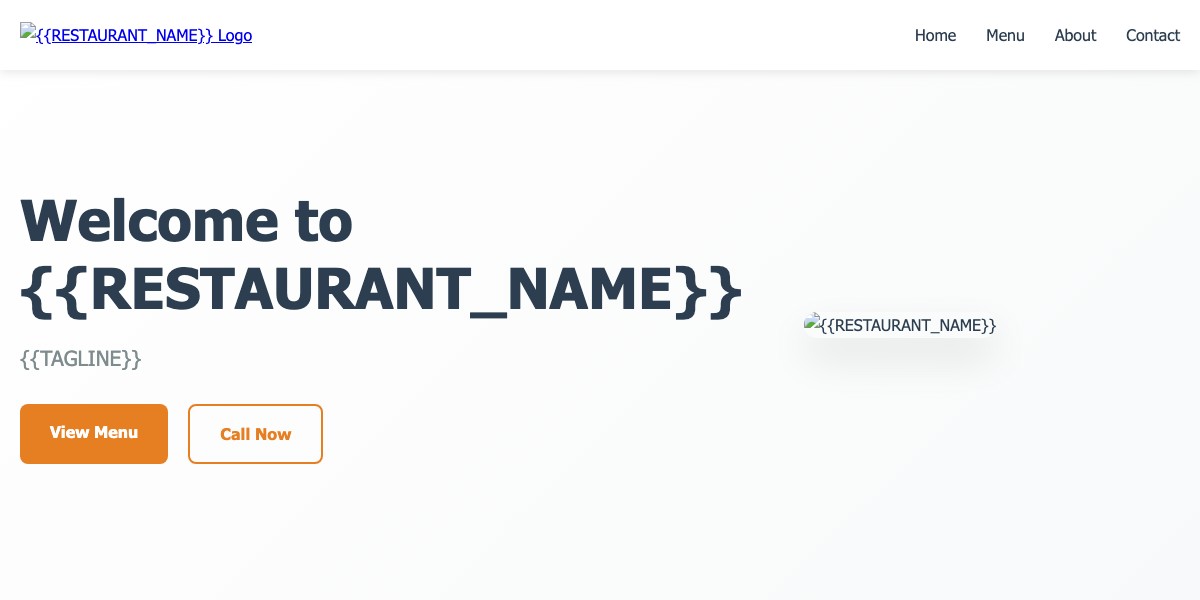 {{RESTAURANT_NAME}} Logo
Home
Menu
About
Contact
Welcome to
{{RESTAURANT_NAME}}
{{TAGLINE}}
View Menu
Call Now
{{RESTAURANT_NAME}}